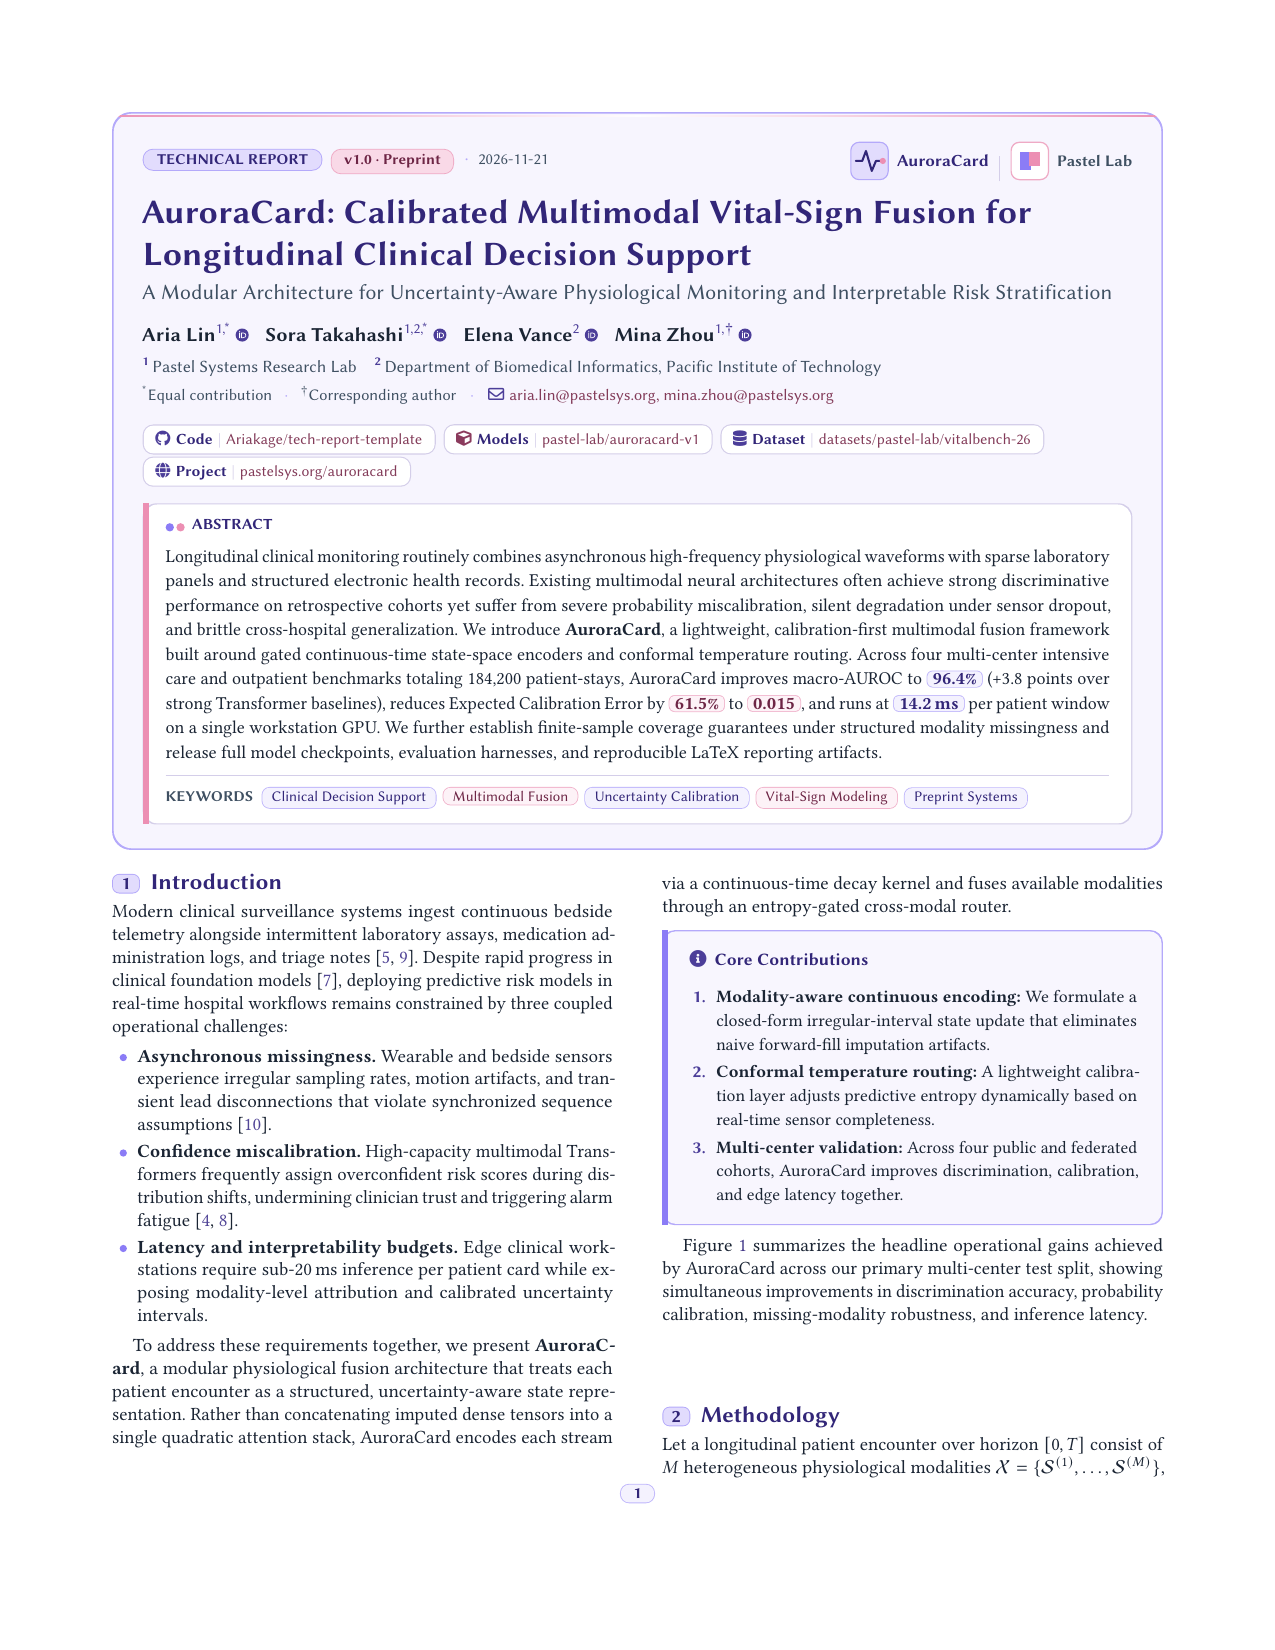 TECHNICAL REPORT v1.0 · Preprint · 2026-11-21 AuroraCard Pastel Lab
AuroraCard: Calibrated Multimodal Vital-Sign Fusion for
Longitudinal Clinical Decision Support
A Modular Architecture for Uncertainty-Aware Physiological Monitoring and Interpretable Risk Stratification
Aria Lin1,* Sora Takahashi1,2,* Elena Vance2 Mina Zhou1,†
1 Pastel Systems Research Lab 2 Department of Biomedical Informatics, Pacific Institute of Technology
*Equal contribution · †Corresponding author · aria.lin@pastelsys.org, mina.zhou@pastelsys.org
Code | Ariakage/tech-report-template Models | pastel-lab/auroracard-v1 Dataset | datasets/pastel-lab/vitalbench-26
Project | pastelsys.org/auroracard
ABSTRACT
Longitudinal clinical monitoring routinely combines asynchronous high-frequency physiological waveforms with sparse laboratory
panels and structured electronic health records. Existing multimodal neural architectures often achieve strong discriminative
performance on retrospective cohorts yet suffer from severe probability miscalibration, silent degradation under sensor dropout,
and brittle cross-hospital generalization. We introduce AuroraCard, a lightweight, calibration-first multimodal fusion framework
built around gated continuous-time state-space encoders and conformal temperature routing. Across four multi-center intensive
care and outpatient benchmarks totaling 184,200 patient-stays, AuroraCard improves macro-AUROC to 96.4% (+3.8 points over
strong Transformer baselines), reduces Expected Calibration Error by 61.5% to 0.015, and runs at 14.2 ms per patient window
on a single workstation GPU. We further establish finite-sample coverage guarantees under structured modality missingness and
release full model checkpoints, evaluation harnesses, and reproducible LaTeX reporting artifacts.
KEYWORDS Clinical Decision Support Multimodal Fusion Uncertainty Calibration Vital-Sign Modeling Preprint Systems
1 Introduction
Modern clinical surveillance systems ingest continuous bedside
telemetry alongside intermittent laboratory assays, medication ad-
ministration logs, and triage notes [5, 9]. Despite rapid progress in
clinical foundation models [7], deploying predictive risk models in
real-time hospital workflows remains constrained by three coupled
operational challenges:
• Asynchronous missingness. Wearable and bedside sensors
experience irregular sampling rates, motion artifacts, and tran-
sient lead disconnections that violate synchronized sequence
assumptions [10].
• Confidence miscalibration. High-capacity multimodal Trans-
formers frequently assign overconfident risk scores during dis-
tribution shifts, undermining clinician trust and triggering alarm
fatigue [4, 8].
• Latency and interpretability budgets. Edge clinical work-
stations require sub-20 ms inference per patient card while ex-
posing modality-level attribution and calibrated uncertainty
intervals.
To address these requirements together, we present AuroraC-
ard, a modular physiological fusion architecture that treats each
patient encounter as a structured, uncertainty-aware state repre-
sentation. Rather than concatenating imputed dense tensors into a
single quadratic attention stack, AuroraCard encodes each stream
via a continuous-time decay kernel and fuses available modalities
through an entropy-gated cross-modal router.
Core Contributions
1. Modality-aware continuous encoding: We formulate a
closed-form irregular-interval state update that eliminates
naive forward-fill imputation artifacts.
2. Conformal temperature routing: A lightweight calibra-
tion layer adjusts predictive entropy dynamically based on
real-time sensor completeness.
3. Multi-center validation: Across four public and federated
cohorts, AuroraCard improves discrimination, calibration,
and edge latency together.
Figure 1 summarizes the headline operational gains achieved
by AuroraCard across our primary multi-center test split, showing
simultaneous improvements in discrimination accuracy, probability
calibration, missing-modality robustness, and inference latency.
2 Methodology
Let a longitudinal patient encounter over horizon [0, T] consist of
M heterogeneous physiological modalities 𝒳 = {𝒮(1), . . . , 𝒮(M)},
1